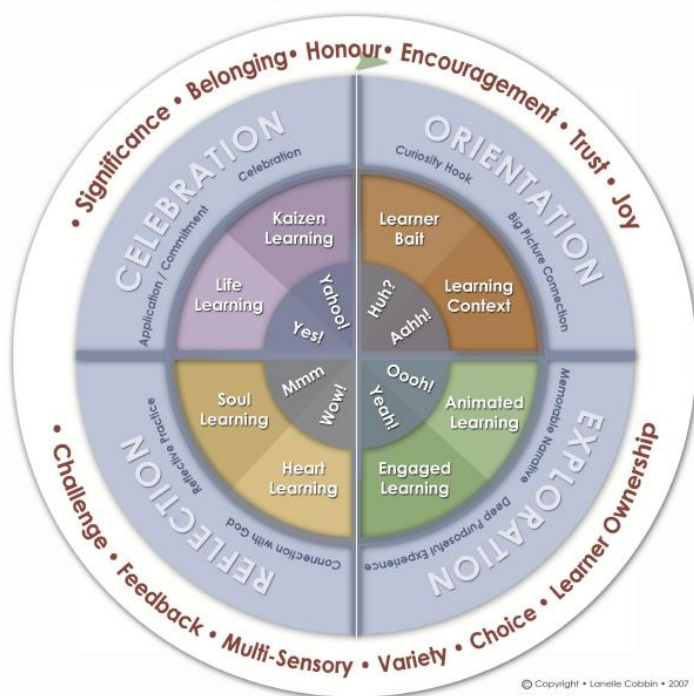 • Significance • Belonging • Honour • Encouragement • Trust • Joy
CELEBRATION
Celebration
Application / Commitment
ORIENTATION
Curiosity Hook
Big Picture Connection
Kaizen
Learning
Life
Learning
Yahoo!
Yes!
Learner
Bait
Learning
Context
Huh?
Aahh!
Soul
Learning
Heart
Learning
Mmm
Wow!
Oooh!
Yeah!
Animated
Learning
Engaged
Learning
REFLECTION
Reflective Practice
Connection with God
EXPLORATION
Memorable Narrative
Deep Purposeful Experience
• Challenge • Feedback • Multi-Sensory • Variety • Choice • Learner Ownership
© Copyright • Lanelle Cobbin • 2007